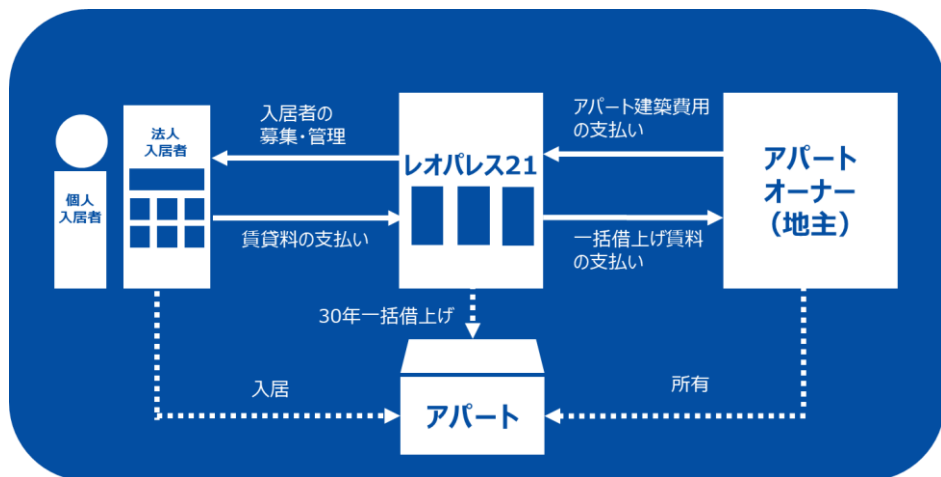 入居者の
募集・管理
アパート建築費用
の支払い
法人
入居者
レオパレス21
アパート
オーナー
（地主）
個人
入居者
賃貸料の支払い
一括借上げ賃料
の支払い
30年一括借上げ
入居
所有
アパート